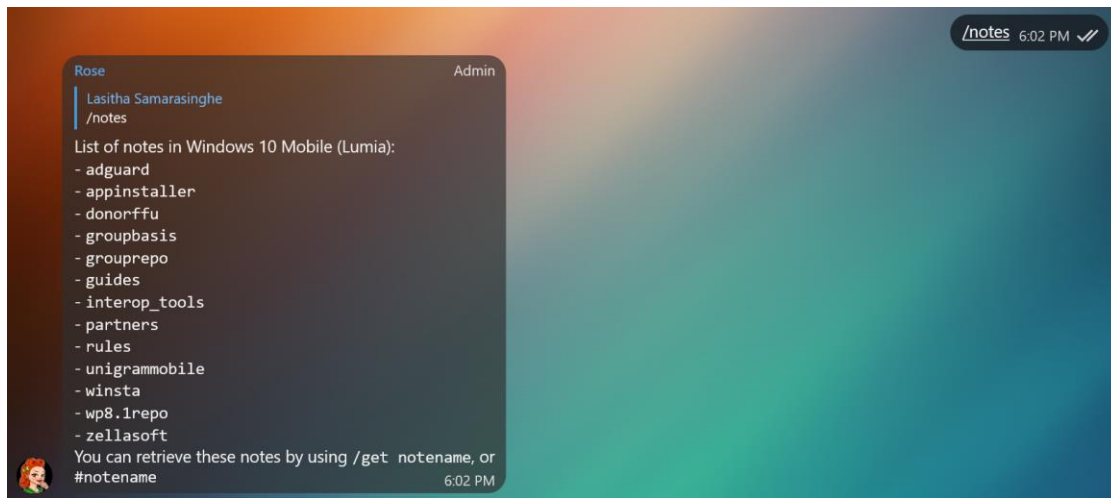 /notes 6:02 PM
Rose Admin
Lasitha Samarasinghe
/notes
List of notes in Windows 10 Mobile (Lumia):
- adguard
- appinstaller
- donorffu
- groupbasis
- grouprepo
- guides
- interop_tools
- partners
- rules
- unigrammobile
- winsta
- wp8.1repo
- zellasoft
You can retrieve these notes by using /get notename, or
#notename 6:02 PM